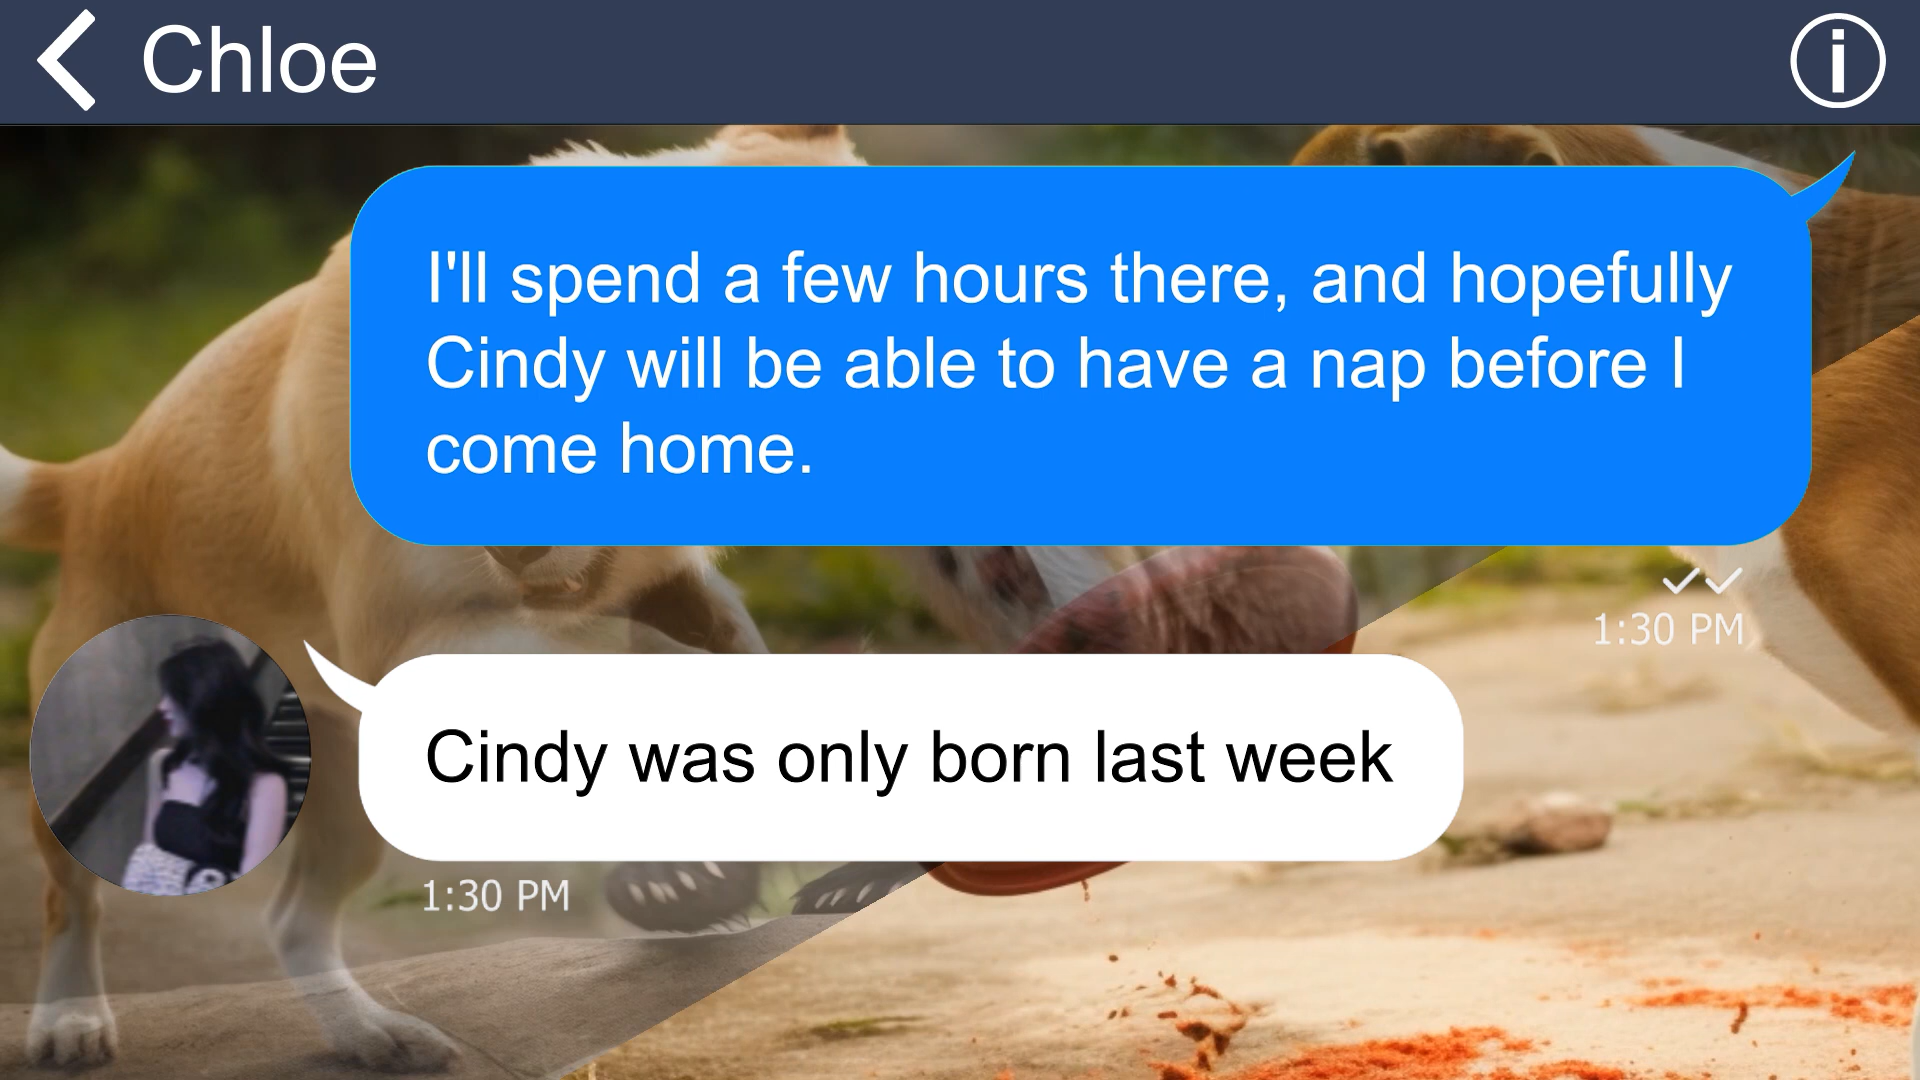 Chloe
I'll spend a few hours there, and hopefully
Cindy will be able to have a nap before I
come home.
1:30 PM
Cindy was only born last week
1:30 PM